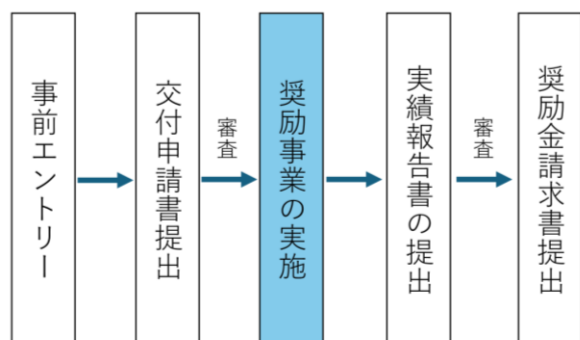 事前エントリー
交付申請書提出
審査
奨励事業の実施
実績報告書の提出
審査
奨励金請求書提出